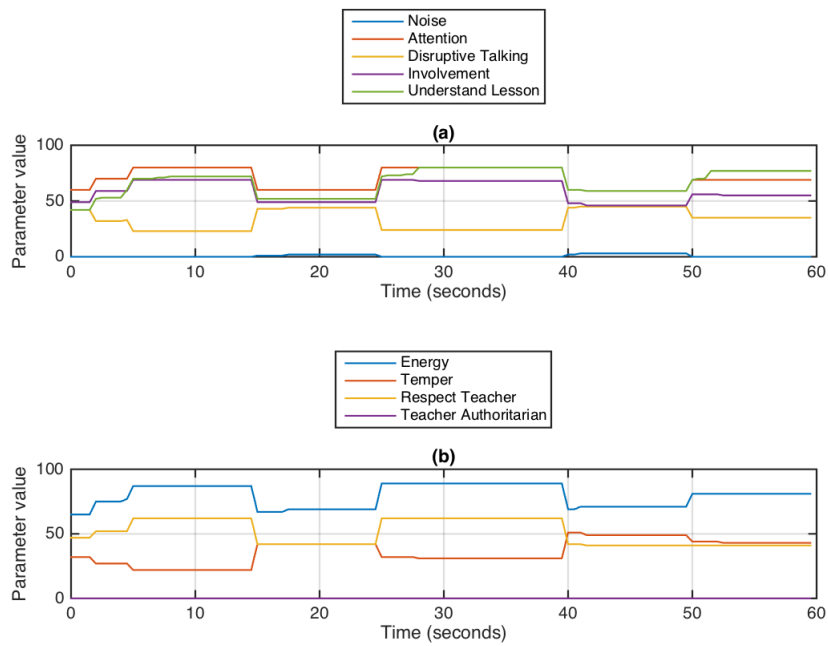 Noise
Attention
Disruptive Talking
Involvement
Understand Lesson
(a)
Parameter value
100
50
0
0 10 20 30 40 50 60
Time (seconds)
Energy
Temper
Respect Teacher
Teacher Authoritarian
(b)
Parameter value
100
50
0
0 10 20 30 40 50 60
Time (seconds)